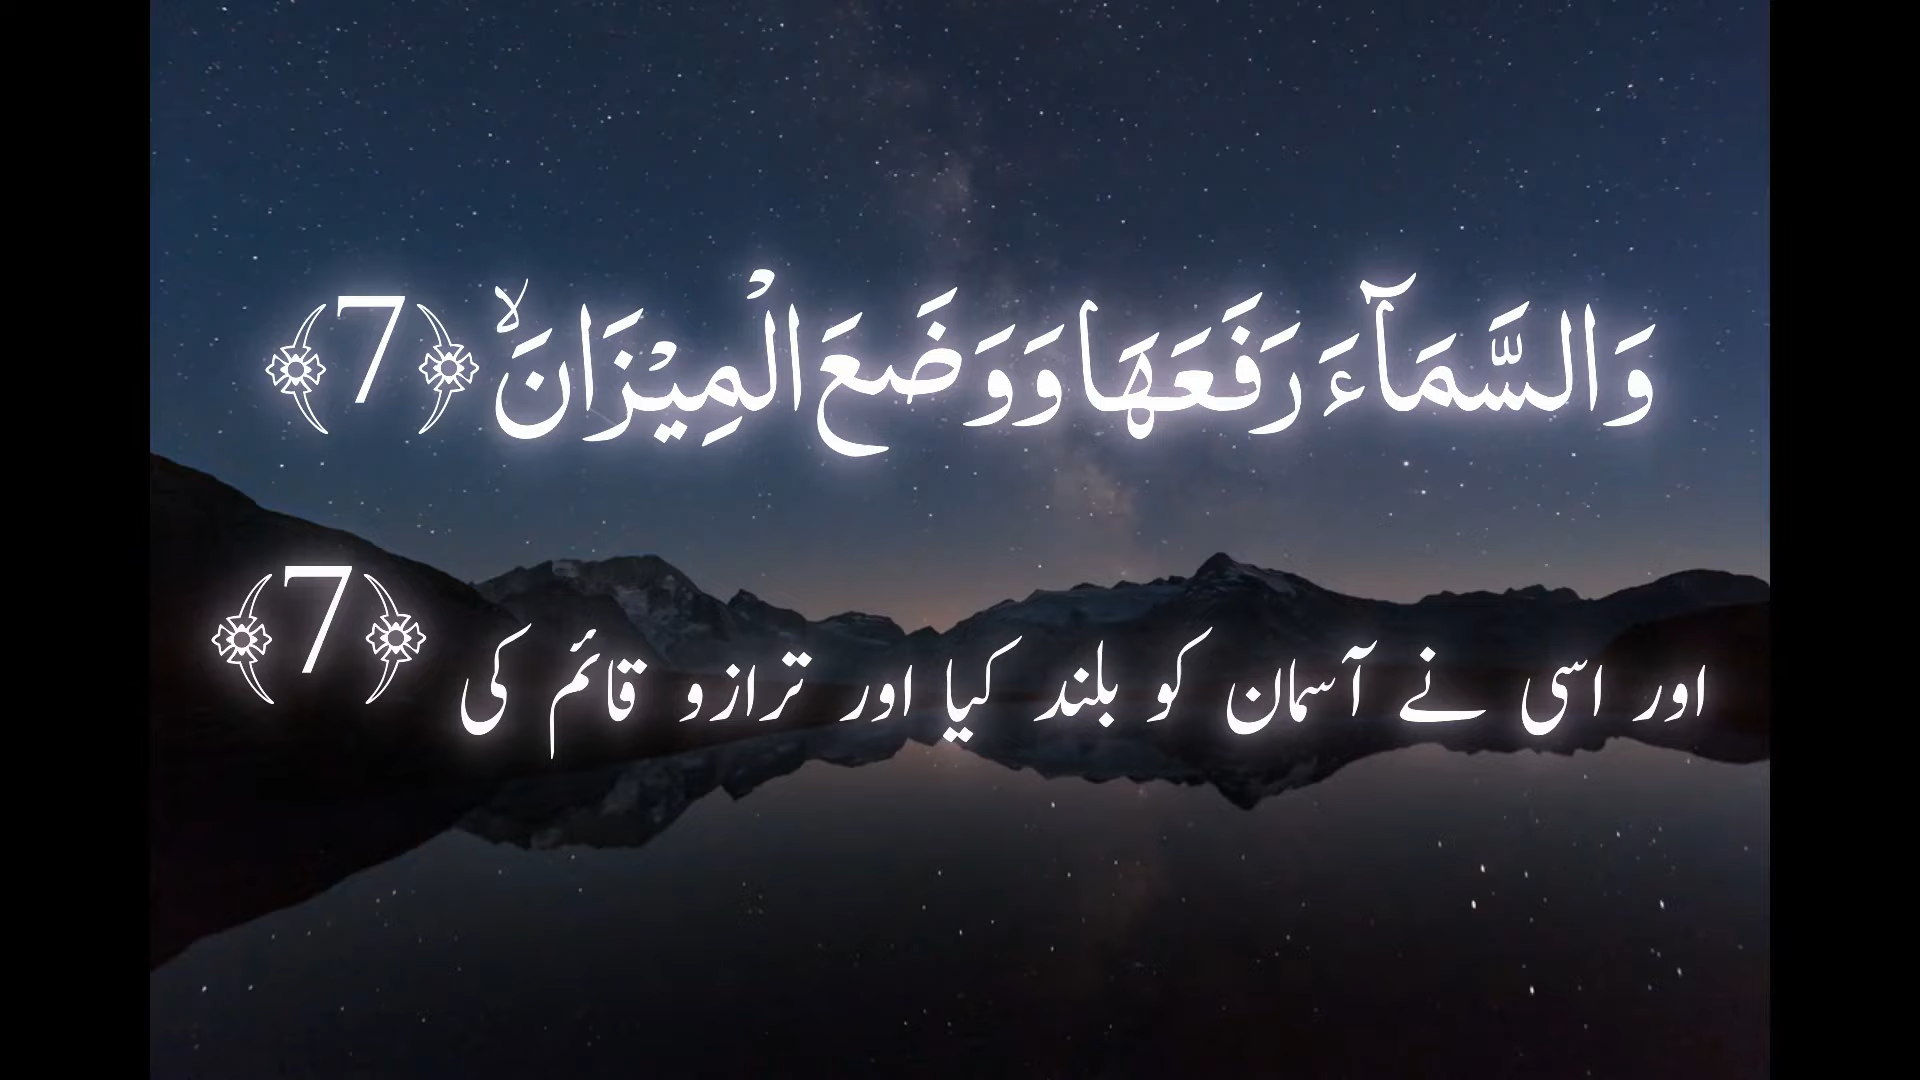 وَالسَّمَآءَ رَفَعَهَا وَوَضَعَ الْمِيْزَانَۙ ﴿7﴾
اور اسی نے آسمان کو بلند کیا اور ترازو قائم کی ﴿7﴾